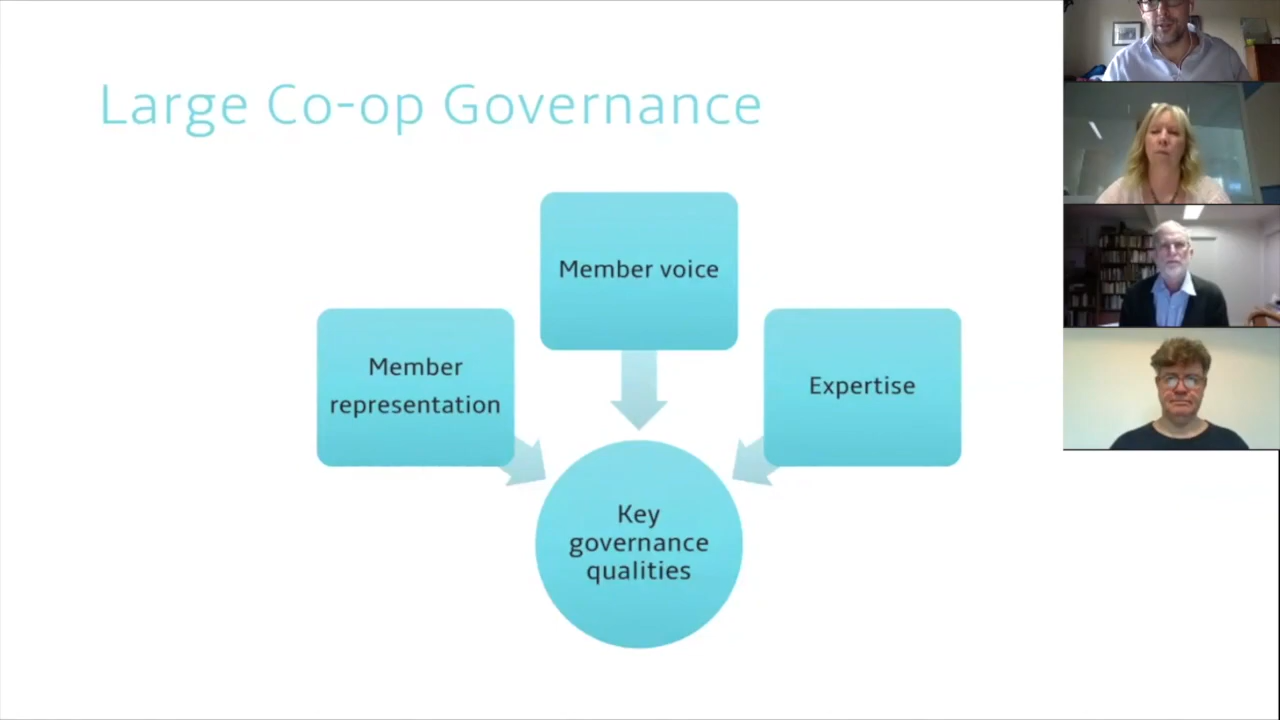 Large Co-op Governance
Member voice
Member
representation
Expertise
Key
governance
qualities